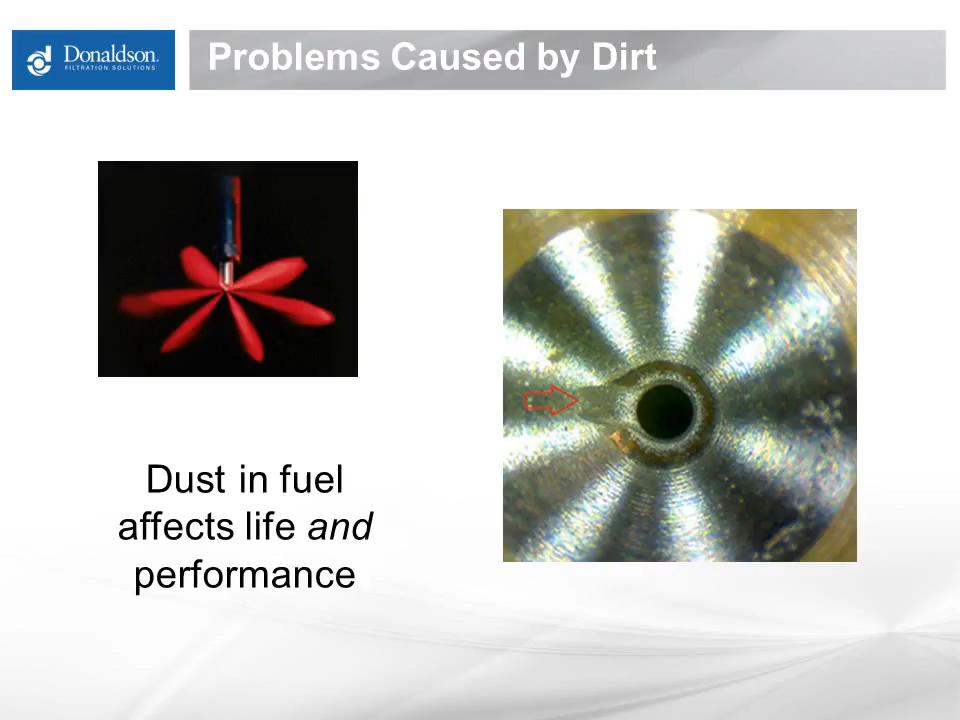 Donaldson.
FILTRATION SOLUTIONS
Problems Caused by Dirt
Dust in fuel
affects life and
performance